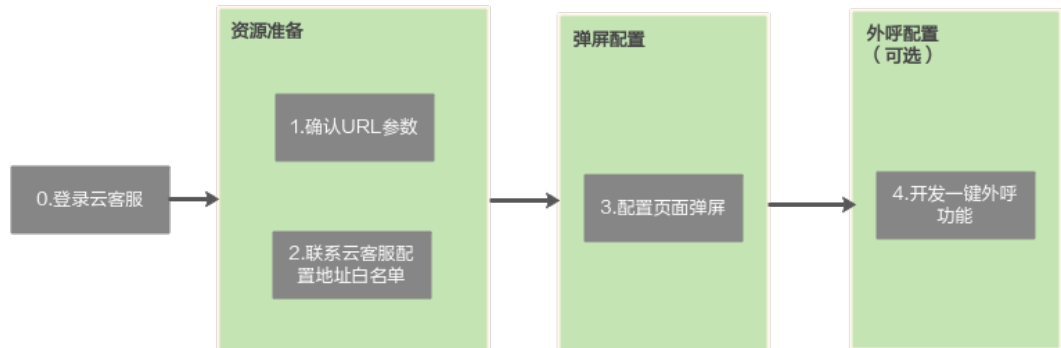 0.登录云客服
资源准备
1.确认URL参数
2.联系云客服配
置地址白名单
弹屏配置
3.配置页面弹屏
外呼配置
（可选）
4.开发一键外呼
功能